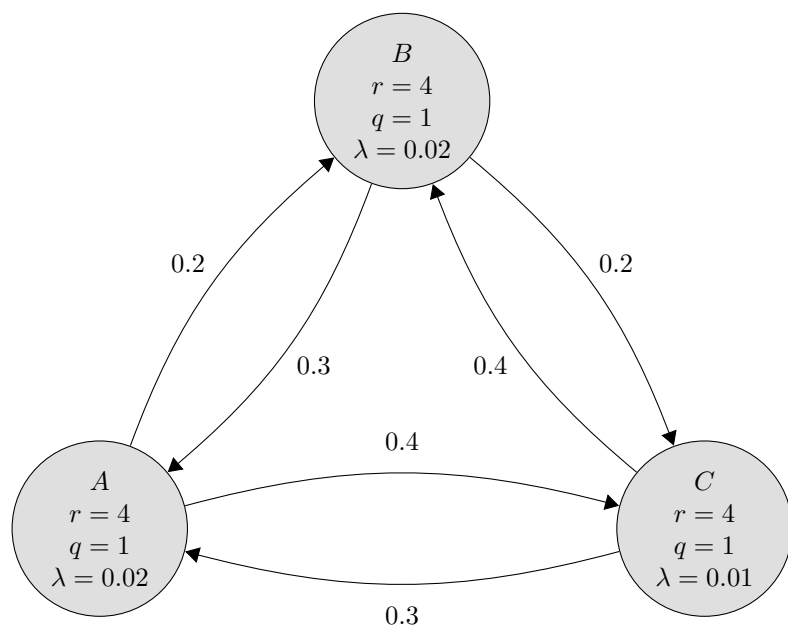 B
r = 4
q = 1
λ = 0.02
0.2
0.2
0.3
0.4
0.4
A
r = 4
q = 1
λ = 0.02
C
r = 4
q = 1
λ = 0.01
0.3